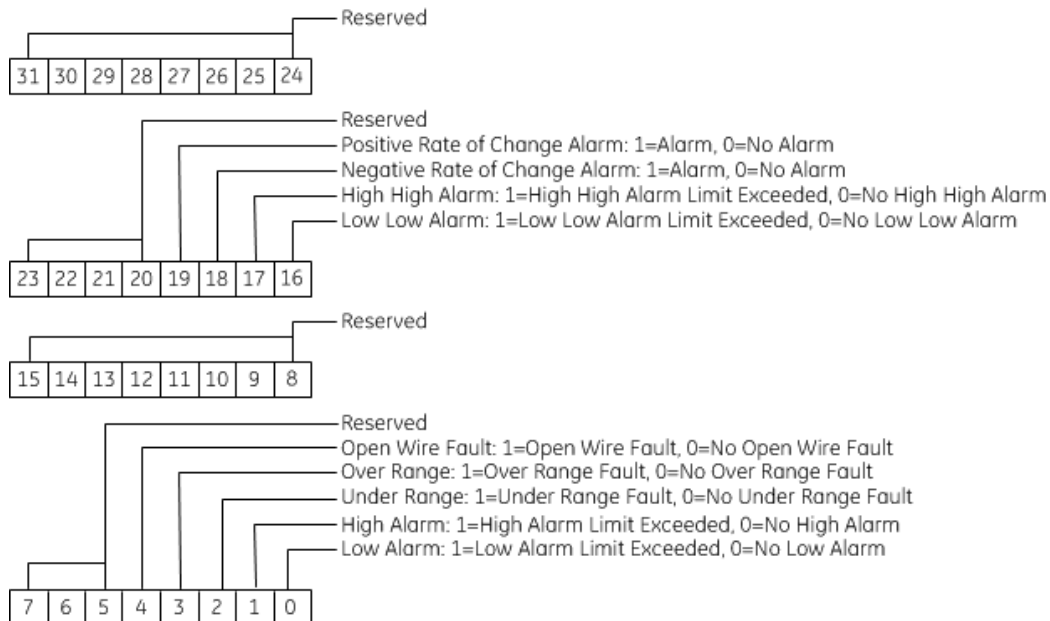 Reserved
31 30 29 28 27 26 25 24
Reserved
Positive Rate of Change Alarm: 1=Alarm, 0=No Alarm
Negative Rate of Change Alarm: 1=Alarm, 0=No Alarm
High High Alarm: 1=High High Alarm Limit Exceeded, 0=No High High Alarm
Low Low Alarm: 1=Low Low Alarm Limit Exceeded, 0=No Low Low Alarm
23 22 21 20 19 18 17 16
Reserved
15 14 13 12 11 10 9 8
Reserved
Open Wire Fault: 1=Open Wire Fault, 0=No Open Wire Fault
Over Range: 1=Over Range Fault, 0=No Over Range Fault
Under Range: 1=Under Range Fault, 0=No Under Range Fault
High Alarm: 1=High Alarm Limit Exceeded, 0=No High Alarm
Low Alarm: 1=Low Alarm Limit Exceeded, 0=No Low Alarm
7 6 5 4 3 2 1 0